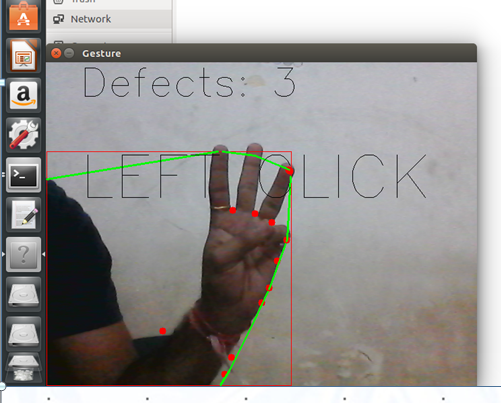 Trash
Network
Gesture
Defects: 3
LEFT CLICK